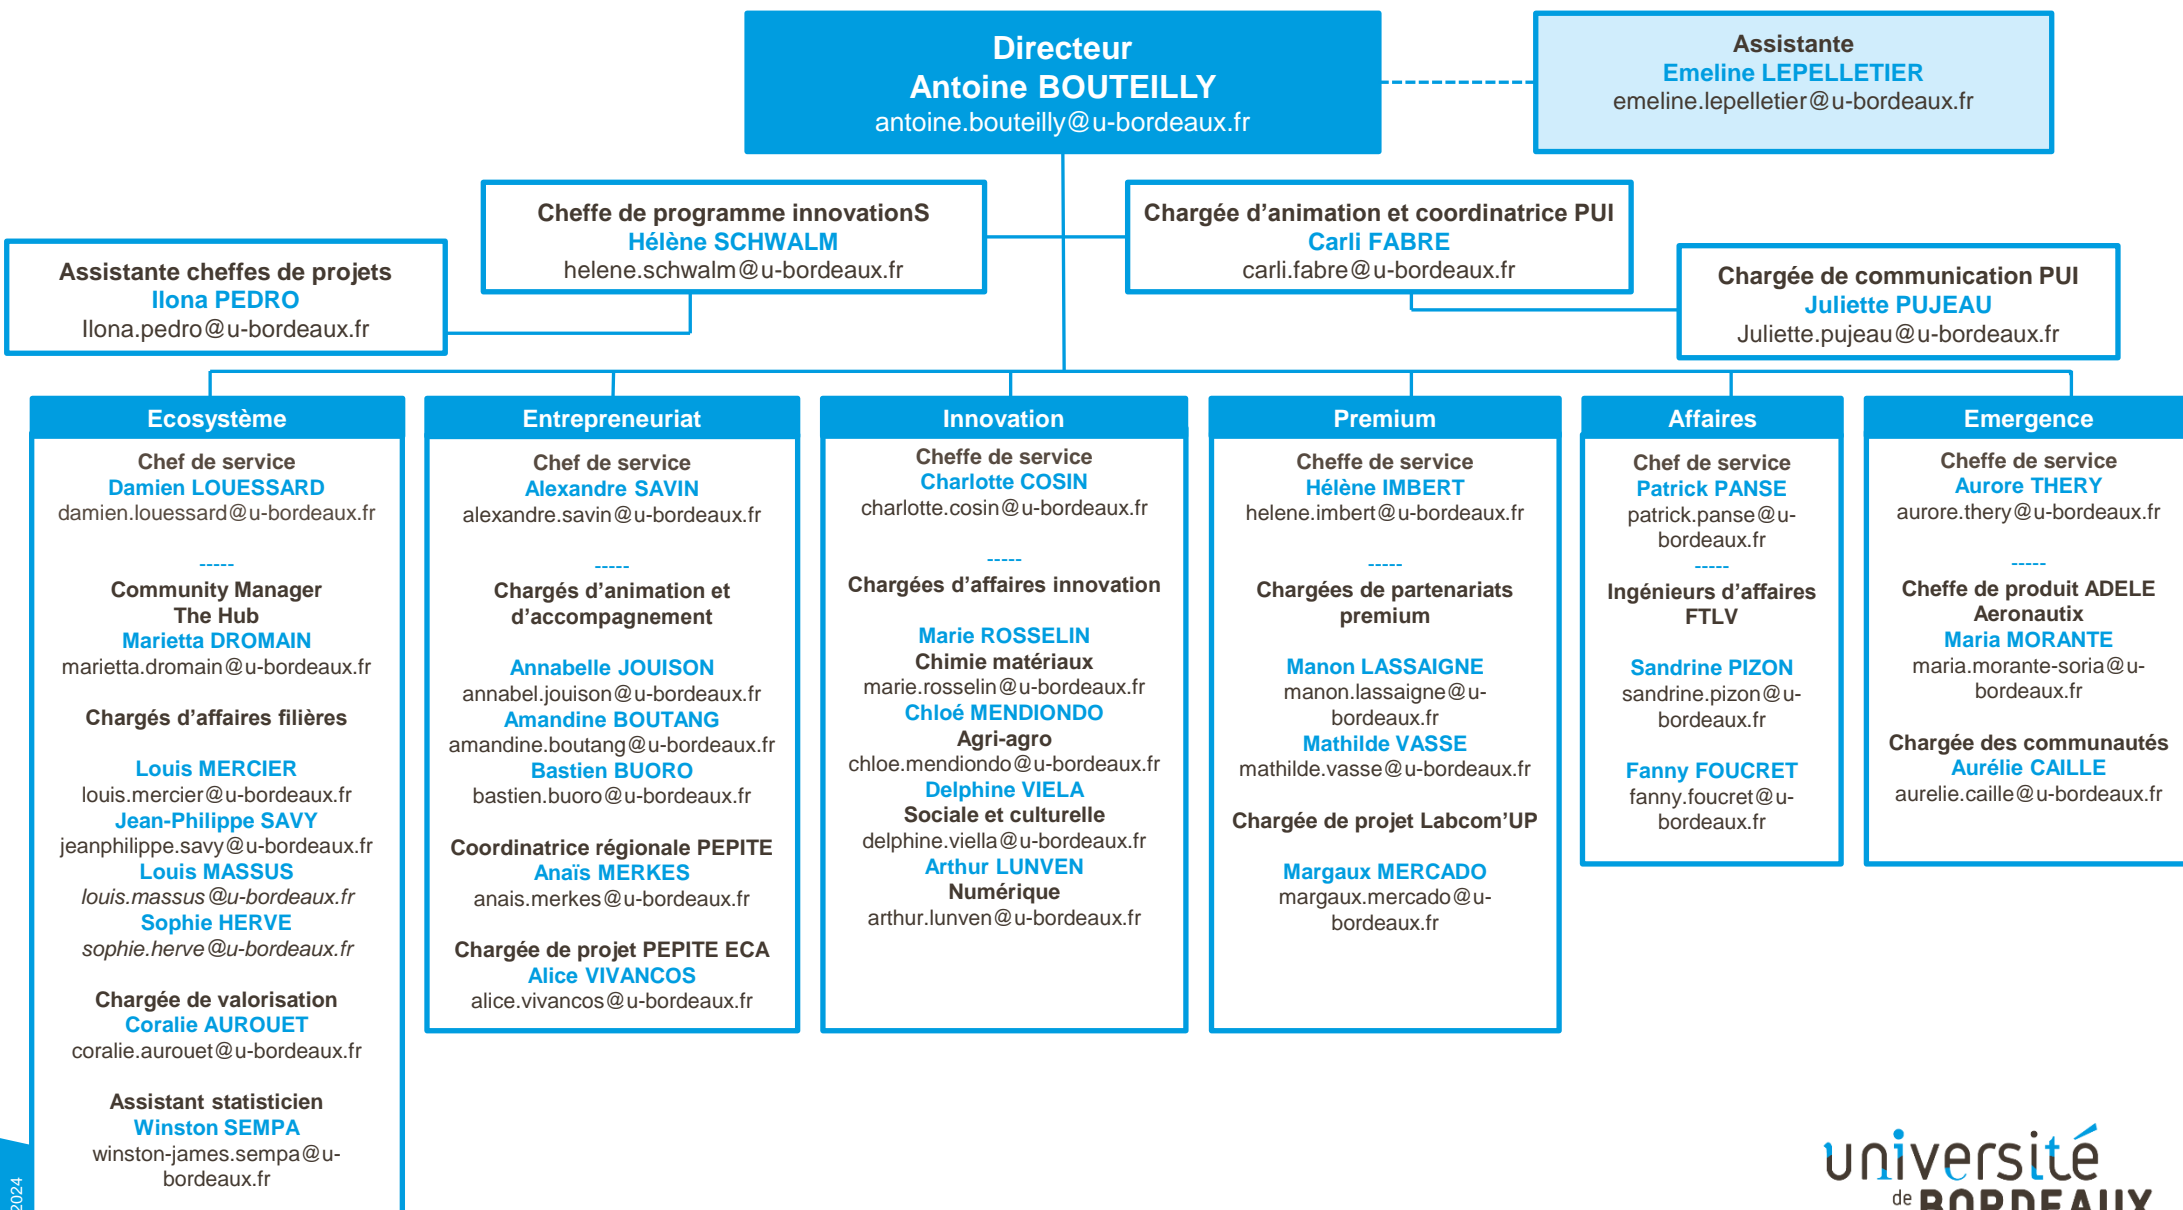 Directeur
Antoine BOUTEILLY
antoine.bouteilly@u-bordeaux.fr
Assistante
Emeline LEPELLETIER
emeline.lepelletier@u-bordeaux.fr
Cheffe de programme innovationS
Hélène SCHWALM
helene.schwalm@u-bordeaux.fr
Chargée d’animation et coordinatrice PUI
Carli FABRE
carli.fabre@u-bordeaux.fr
Assistante cheffes de projets
Ilona PEDRO
Ilona.pedro@u-bordeaux.fr
Chargée de communication PUI
Juliette PUJEAU
Juliette.pujeau@u-bordeaux.fr
Ecosystème
Chef de service
Damien LOUESSARD
damien.louessard@u-bordeaux.fr
-----
Community Manager
The Hub
Marietta DROMAIN
marietta.dromain@u-bordeaux.fr
Chargés d’affaires filières
Louis MERCIER
louis.mercier@u-bordeaux.fr
Jean-Philippe SAVY
jeanphilippe.savy@u-bordeaux.fr
Louis MASSUS
louis.massus@u-bordeaux.fr
Sophie HERVE
sophie.herve@u-bordeaux.fr
Chargée de valorisation
Coralie AUROUET
coralie.aurouet@u-bordeaux.fr
Assistant statisticien
Winston SEMPA
winston-james.sempa@u-
bordeaux.fr
Entrepreneuriat
Chef de service
Alexandre SAVIN
alexandre.savin@u-bordeaux.fr
-----
Chargés d’animation et
d’accompagnement
Annabelle JOUISON
annabel.jouison@u-bordeaux.fr
Amandine BOUTANG
amandine.boutang@u-bordeaux.fr
Bastien BUORO
bastien.buoro@u-bordeaux.fr
Coordinatrice régionale PEPITE
Anaïs MERKES
anais.merkes@u-bordeaux.fr
Chargée de projet PEPITE ECA
Alice VIVANCOS
alice.vivancos@u-bordeaux.fr
Innovation
Cheffe de service
Charlotte COSIN
charlotte.cosin@u-bordeaux.fr
-----
Chargées d’affaires innovation
Marie ROSSELIN
Chimie matériaux
marie.rosselin@u-bordeaux.fr
Chloé MENDIONDO
Agri-agro
chloe.mendiondo@u-bordeaux.fr
Delphine VIELA
Sociale et culturelle
delphine.viella@u-bordeaux.fr
Arthur LUNVEN
Numérique
arthur.lunven@u-bordeaux.fr
Premium
Cheffe de service
Hélène IMBERT
helene.imbert@u-bordeaux.fr
-----
Chargées de partenariats
premium
Manon LASSAIGNE
manon.lassaigne@u-
bordeaux.fr
Mathilde VASSE
mathilde.vasse@u-bordeaux.fr
Chargée de projet Labcom’UP
Margaux MERCADO
margaux.mercado@u-
bordeaux.fr
Affaires
Chef de service
Patrick PANSE
patrick.panse@u-
bordeaux.fr
-----
Ingénieurs d’affaires
FTLV
Sandrine PIZON
sandrine.pizon@u-
bordeaux.fr
Fanny FOUCRET
fanny.foucret@u-
bordeaux.fr
Emergence
Cheffe de service
Aurore THERY
aurore.thery@u-bordeaux.fr
-----
Cheffe de produit ADELE
Aeronautix
Maria MORANTE
maria.morante-soria@u-
bordeaux.fr
Chargée des communautés
Aurélie CAILLE
aurelie.caille@u-bordeaux.fr
2024
université
de BORDEAUX